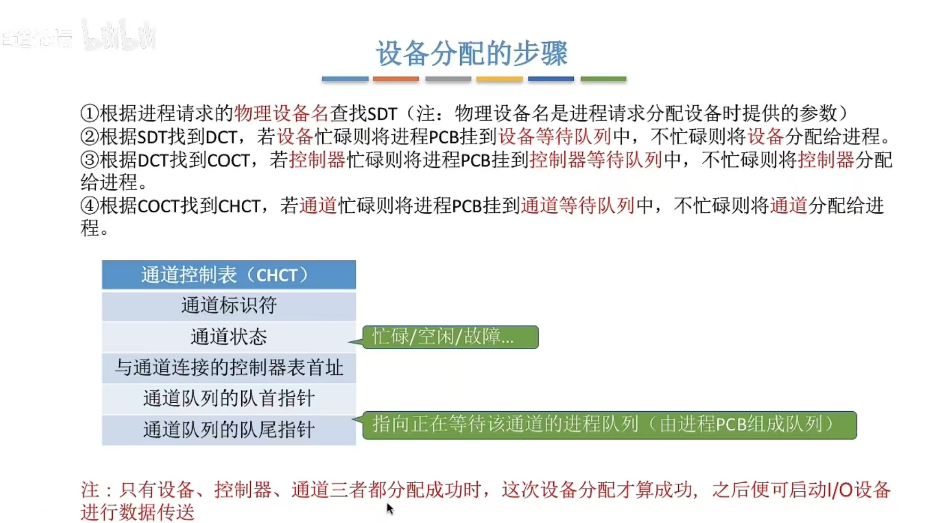 bilibili
设备分配的步骤
①根据进程请求的物理设备名查找SDT（注：物理设备名是进程请求分配设备时提供的参数）
②根据SDT找到DCT，若设备忙碌则将进程PCB挂到设备等待队列中，不忙碌则将设备分配给进程。
③根据DCT找到COCT，若控制器忙碌则将进程PCB挂到控制器等待队列中，不忙碌则将控制器分配
给进程。
④根据COCT找到CHCT，若通道忙碌则将进程PCB挂到通道等待队列中，不忙碌则将通道分配给进
程。
通道控制表（CHCT）
通道标识符
通道状态
忙碌/空闲/故障...
与通道连接的控制器表首址
通道队列的队首指针
通道队列的队尾指针
指向正在等待该通道的进程队列（由进程PCB组成队列）
注：只有设备、控制器、通道三者都分配成功时，这次设备分配才算成功，之后便可启动I/O设备
进行数据传送